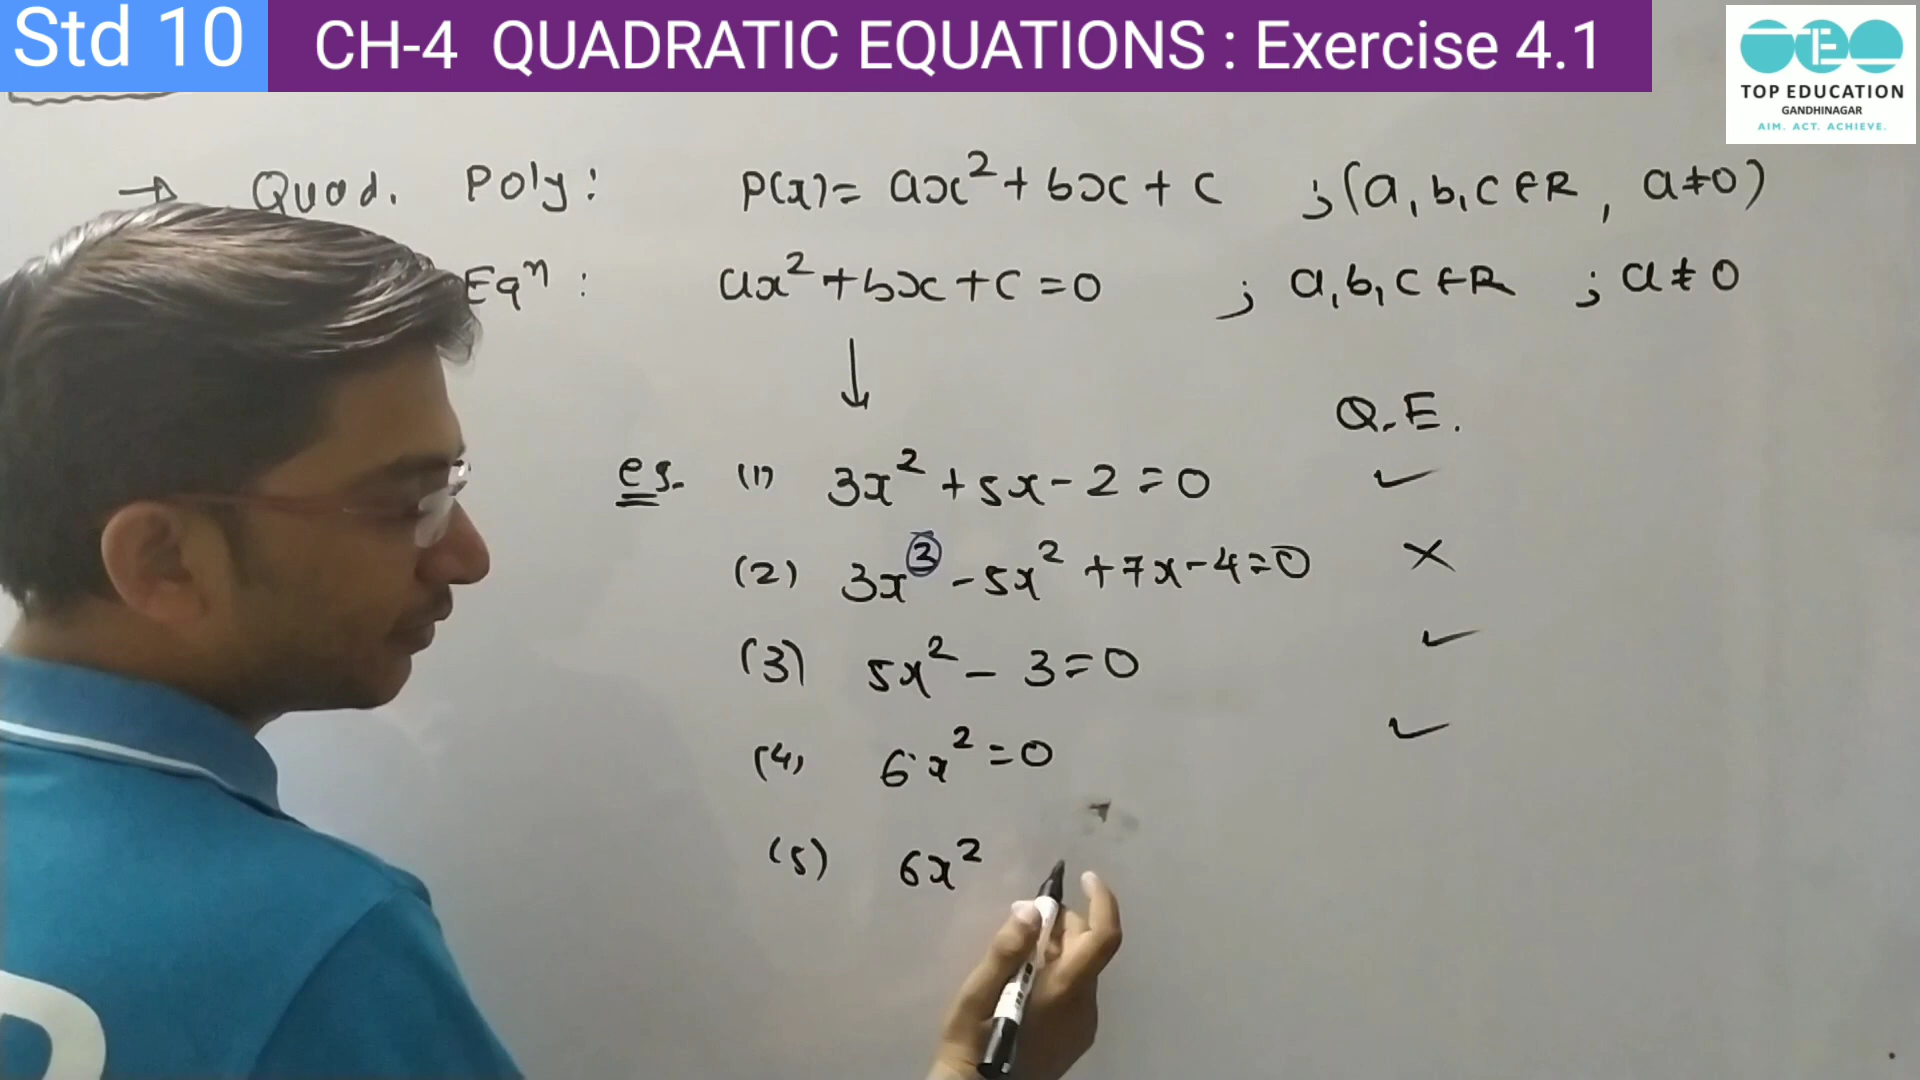 Std 10
CH-4 QUADRATIC EQUATIONS : Exercise 4.1
TOP EDUCATION
GANDHINAGAR
AIM. ACT. ACHIEVE.
→ Quad. Poly: P(x)= ax²+bx+c ; (a,b,c∈R, a≠0)
Eqⁿ : ax²+bx+c=0 ; a,b,c∈R ; a≠0
↓
Q.E.
eg. (1) 3x²+5x-2=0 ✓
(2) 3x³-5x²+7x-4=0 ×
(3) 5x²-3=0 ✓
(4) 6x²=0 ✓
(5) 6x²